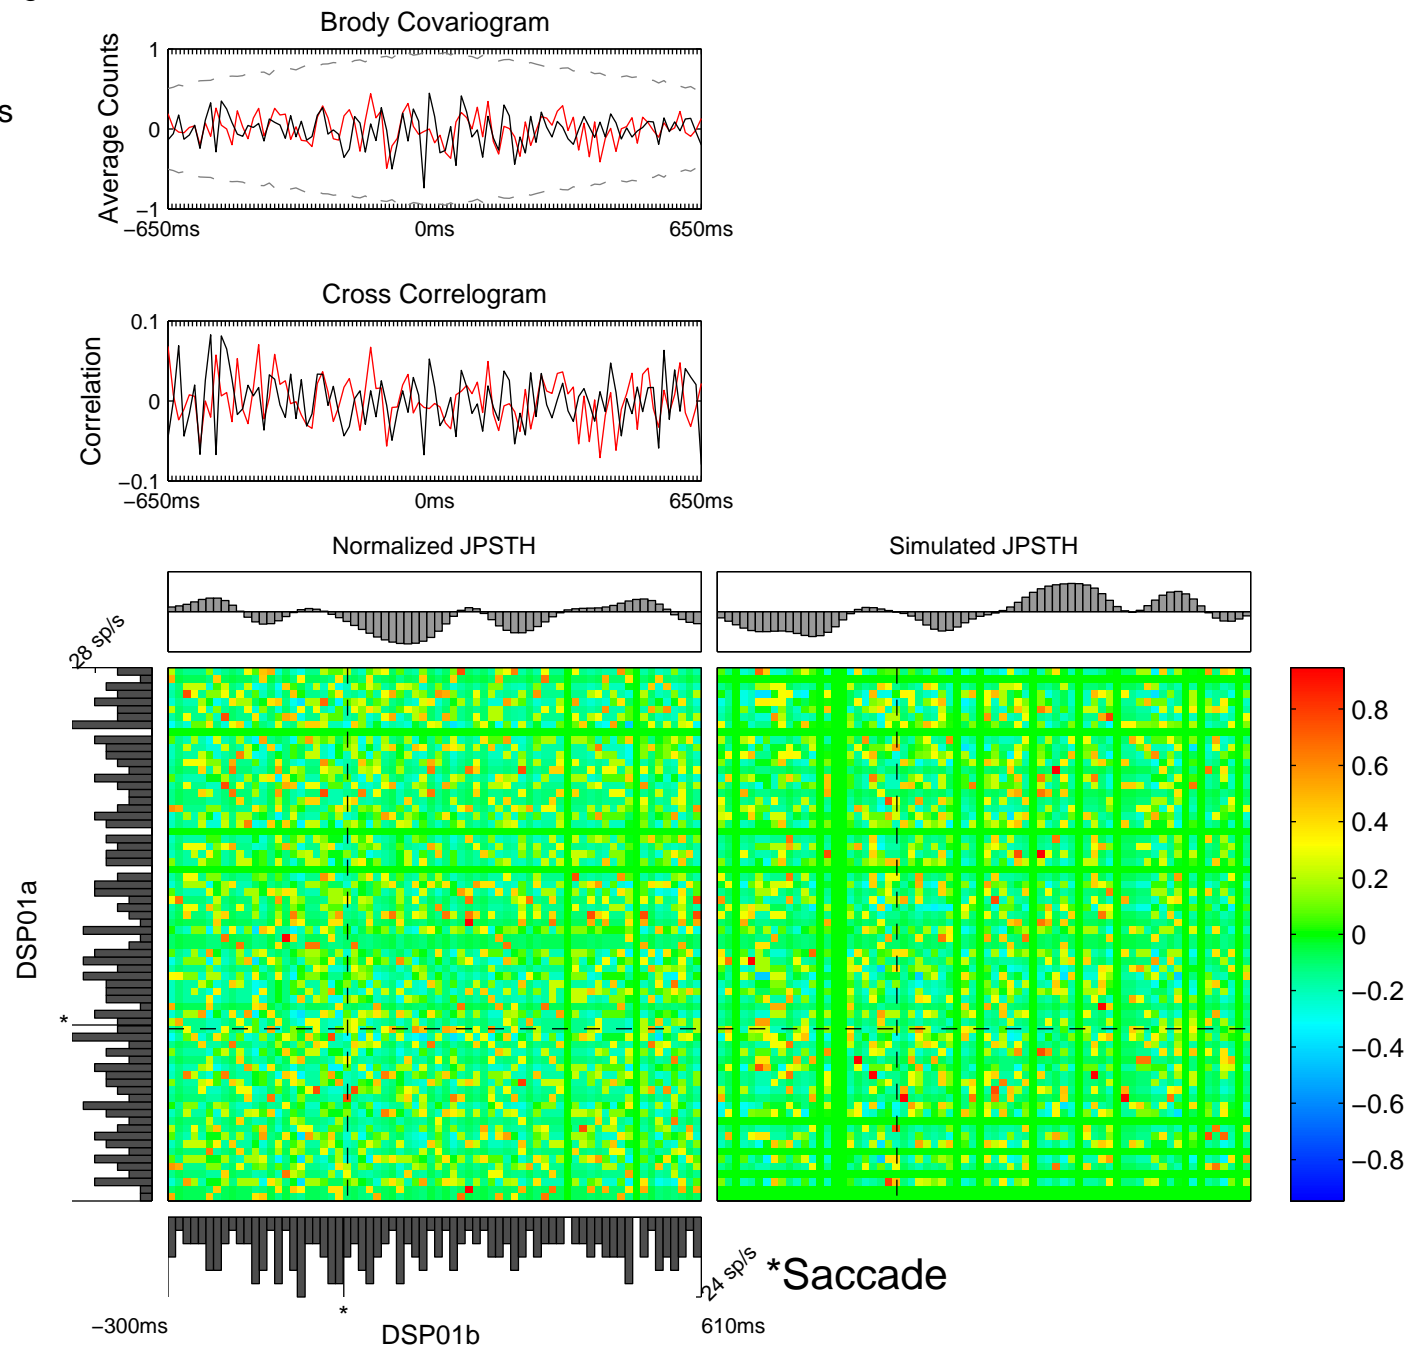 g
Brody Covariogram
Average Counts
s
1
0
−1
−650ms
0ms
650ms
Cross Correlogram
Correlation
0.1
0
−0.1
−650ms
0ms
650ms
Normalized JPSTH
Simulated JPSTH
28 sp/s
DSP01a
*
0.8
0.6
0.4
0.2
0
−0.2
−0.4
−0.6
−0.8
24 sp/s
*Saccade
*
−300ms
DSP01b
610ms